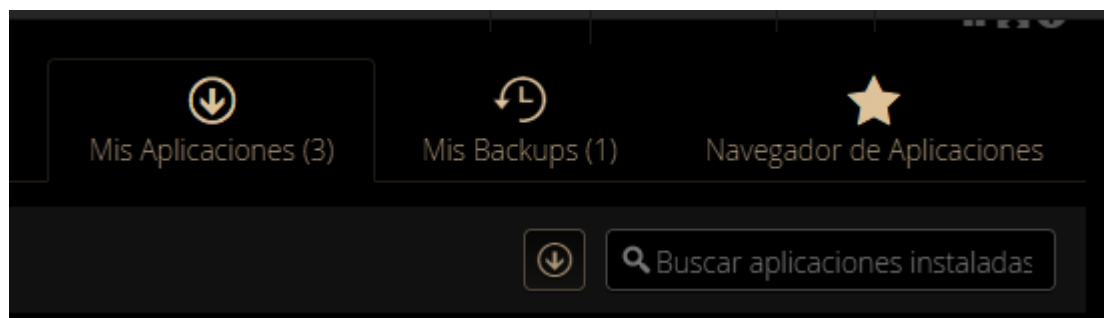 Mis Aplicaciones (3)
Mis Backups (1)
Navegador de Aplicaciones
Buscar aplicaciones instaladas